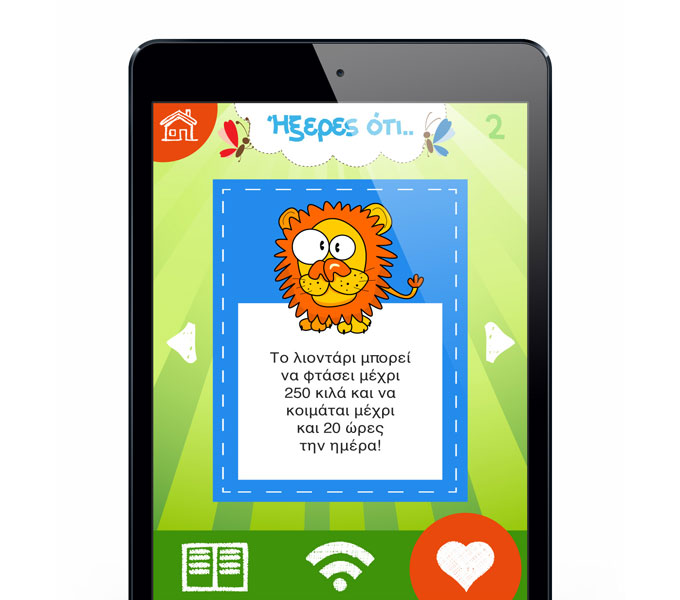 Ήξερες ότι..
2
Το λιοντάρι μπορεί
να φτάσει μέχρι
250 κιλά και να
κοιμάται μέχρι
και 20 ώρες
την ημέρα!